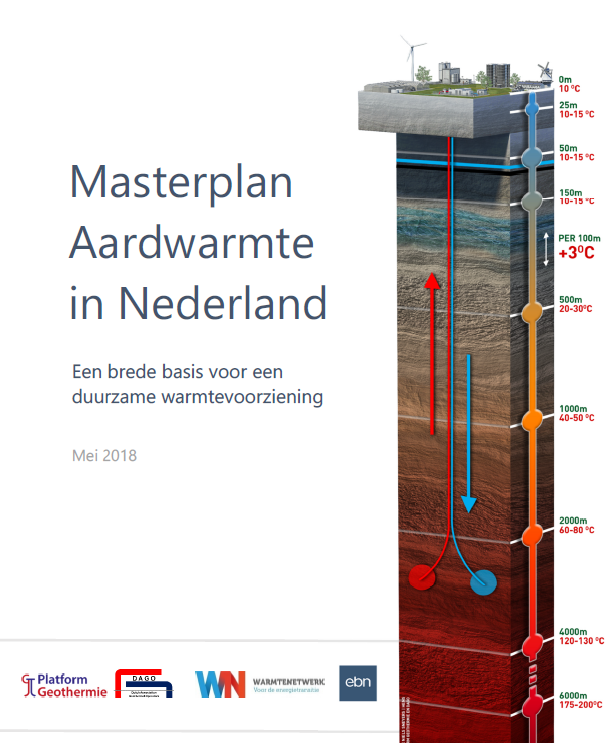 Masterplan
Aardwarmte
in Nederland
Een brede basis voor een
duurzame warmtevoorziening
Mei 2018
0m
10 °C
25m
10-15 °C
50m
10-15 °C
150m
10-15 °C
PER 100m
+3°C
500m
20-30°C
1000m
40-50 °C
2000m
60-80 °C
4000m
120-130 °C
6000m
175-200°C
Platform
Geothermie
DAGO
WN
WARMTENETWERK
Voor de energietransitie
ebn